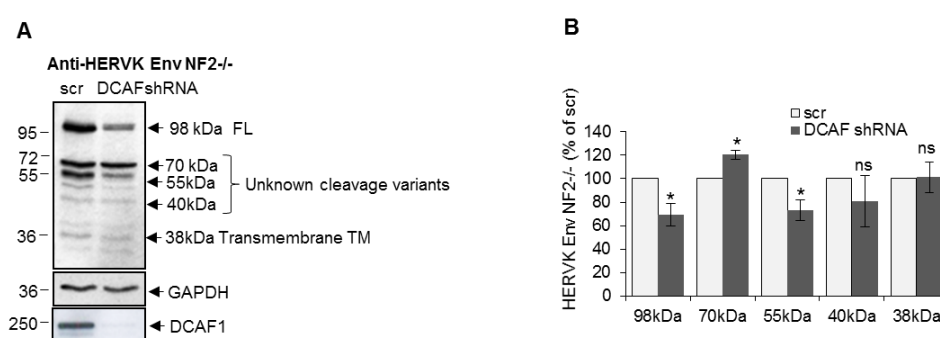 A
Anti-HERVK Env NF2-/-
scr DCAFshRNA
95
98 kDa FL
72
70 kDa
55
55kDa
Unknown cleavage variants
40kDa
36
38kDa Transmembrane TM
36
GAPDH
250
DCAF1
B
HERVK Env NF2-/- (% of scr)
scr
DCAF shRNA
140
120
100
80
60
40
20
0
*
*
*
ns
ns
98kDa 70kDa 55kDa 40kDa 38kDa